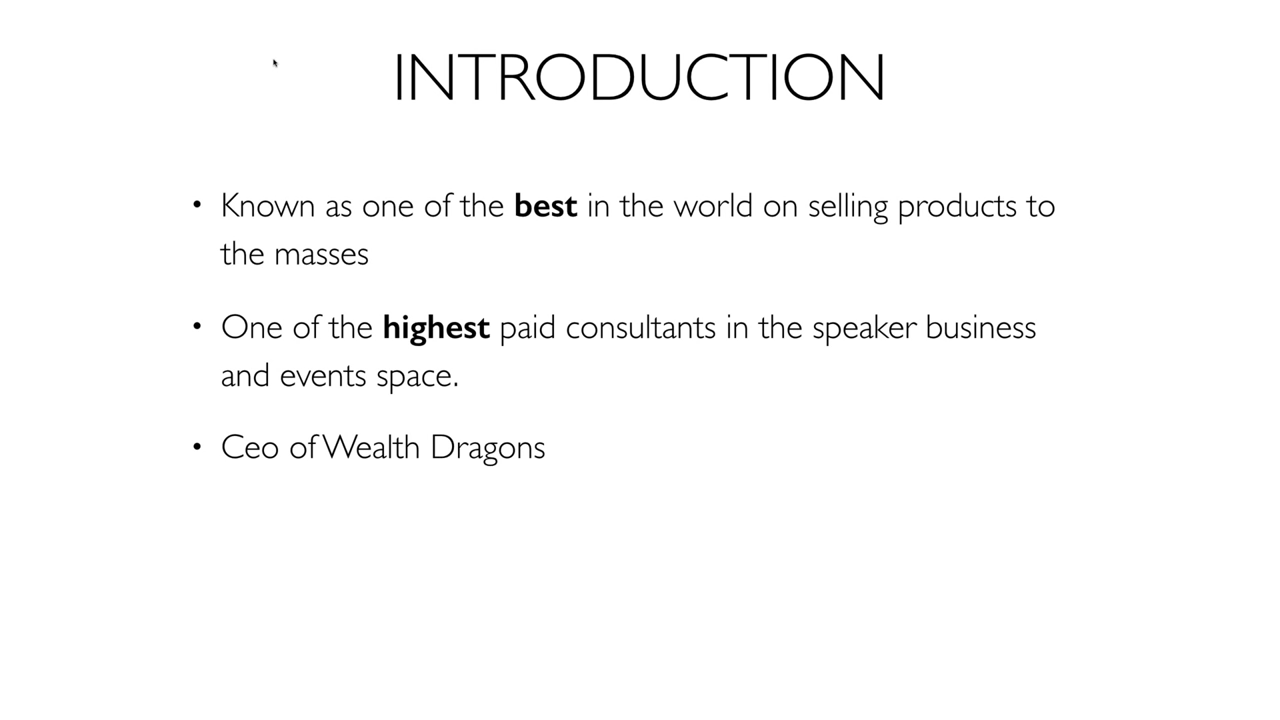 INTRODUCTION
• Known as one of the best in the world on selling products to
the masses
• One of the highest paid consultants in the speaker business
and events space.
• Ceo of Wealth Dragons